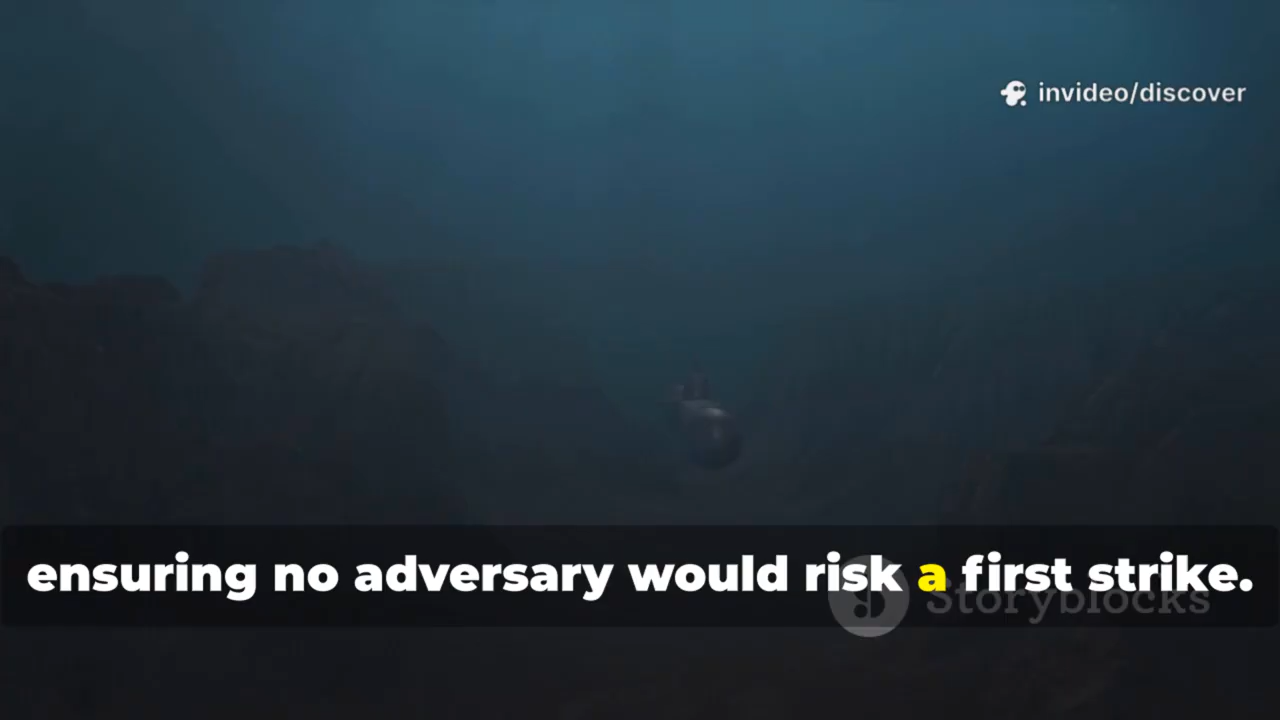 invideo/discover
ensuring no adversary would risk a first strike.
Storyblocks